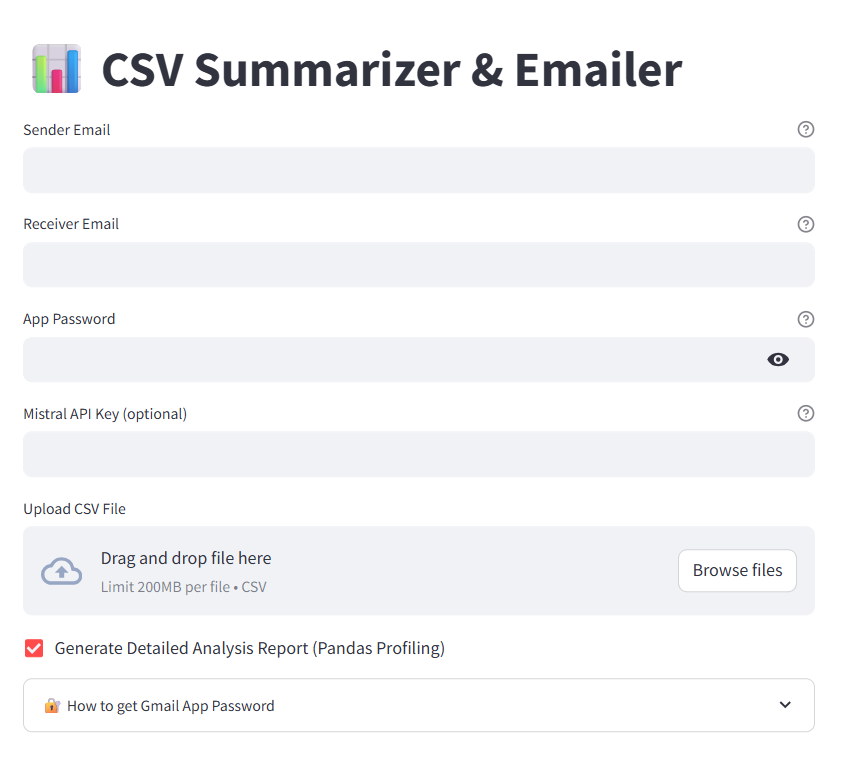 CSV Summarizer & Emailer
Sender Email
Receiver Email
App Password
Mistral API Key (optional)
Upload CSV File
Drag and drop file here
Limit 200MB per file • CSV
Browse files
Generate Detailed Analysis Report (Pandas Profiling)
How to get Gmail App Password